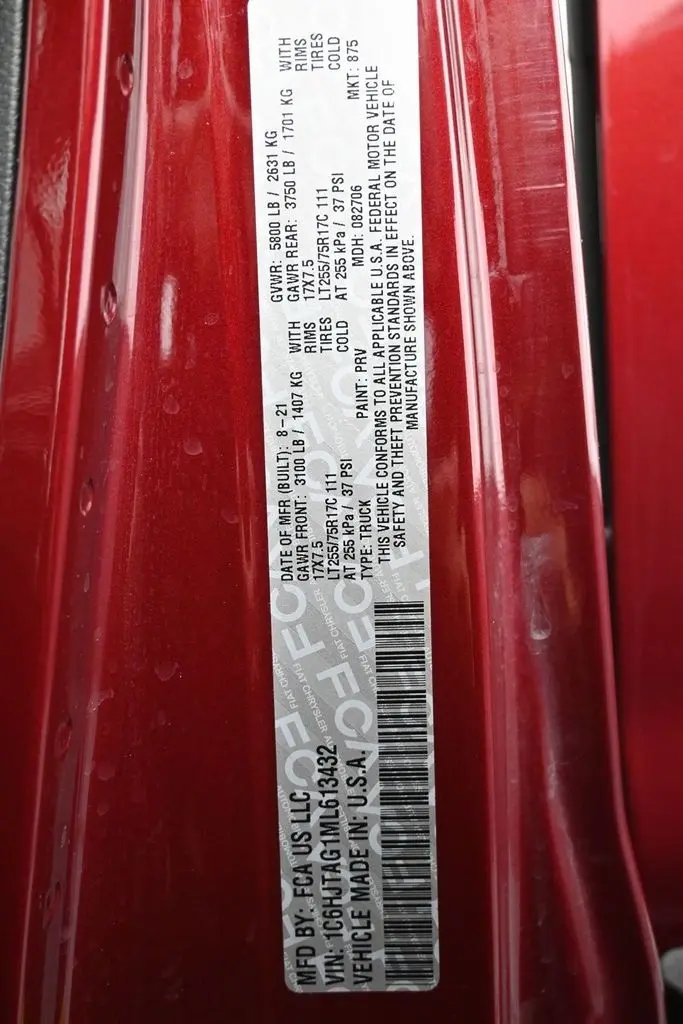 MFD BY: FCA US LLC
VIN: 1C6HJTAG1ML613432
VEHICLE MADE IN: U.S.A.
DATE OF MFR (BUILT): 8-21 GVWR: 5800 LB / 2631 KG
GAWR FRONT: 3100 LB / 1407 KG WITH GAWR REAR: 3750 LB / 1701 KG WITH
17X7.5 RIMS 17X7.5 RIMS
LT255/75R17C 111 TIRES LT255/75R17C 111 TIRES
AT 255 kPa / 37 PSI COLD AT 255 kPa / 37 PSI COLD
TYPE: TRUCK PAINT: PRV MDH: 082706 MKT: 875
THIS VEHICLE CONFORMS TO ALL APPLICABLE U.S.A. FEDERAL MOTOR VEHICLE
SAFETY AND THEFT PREVENTION STANDARDS IN EFFECT ON THE DATE OF
MANUFACTURE SHOWN ABOVE.